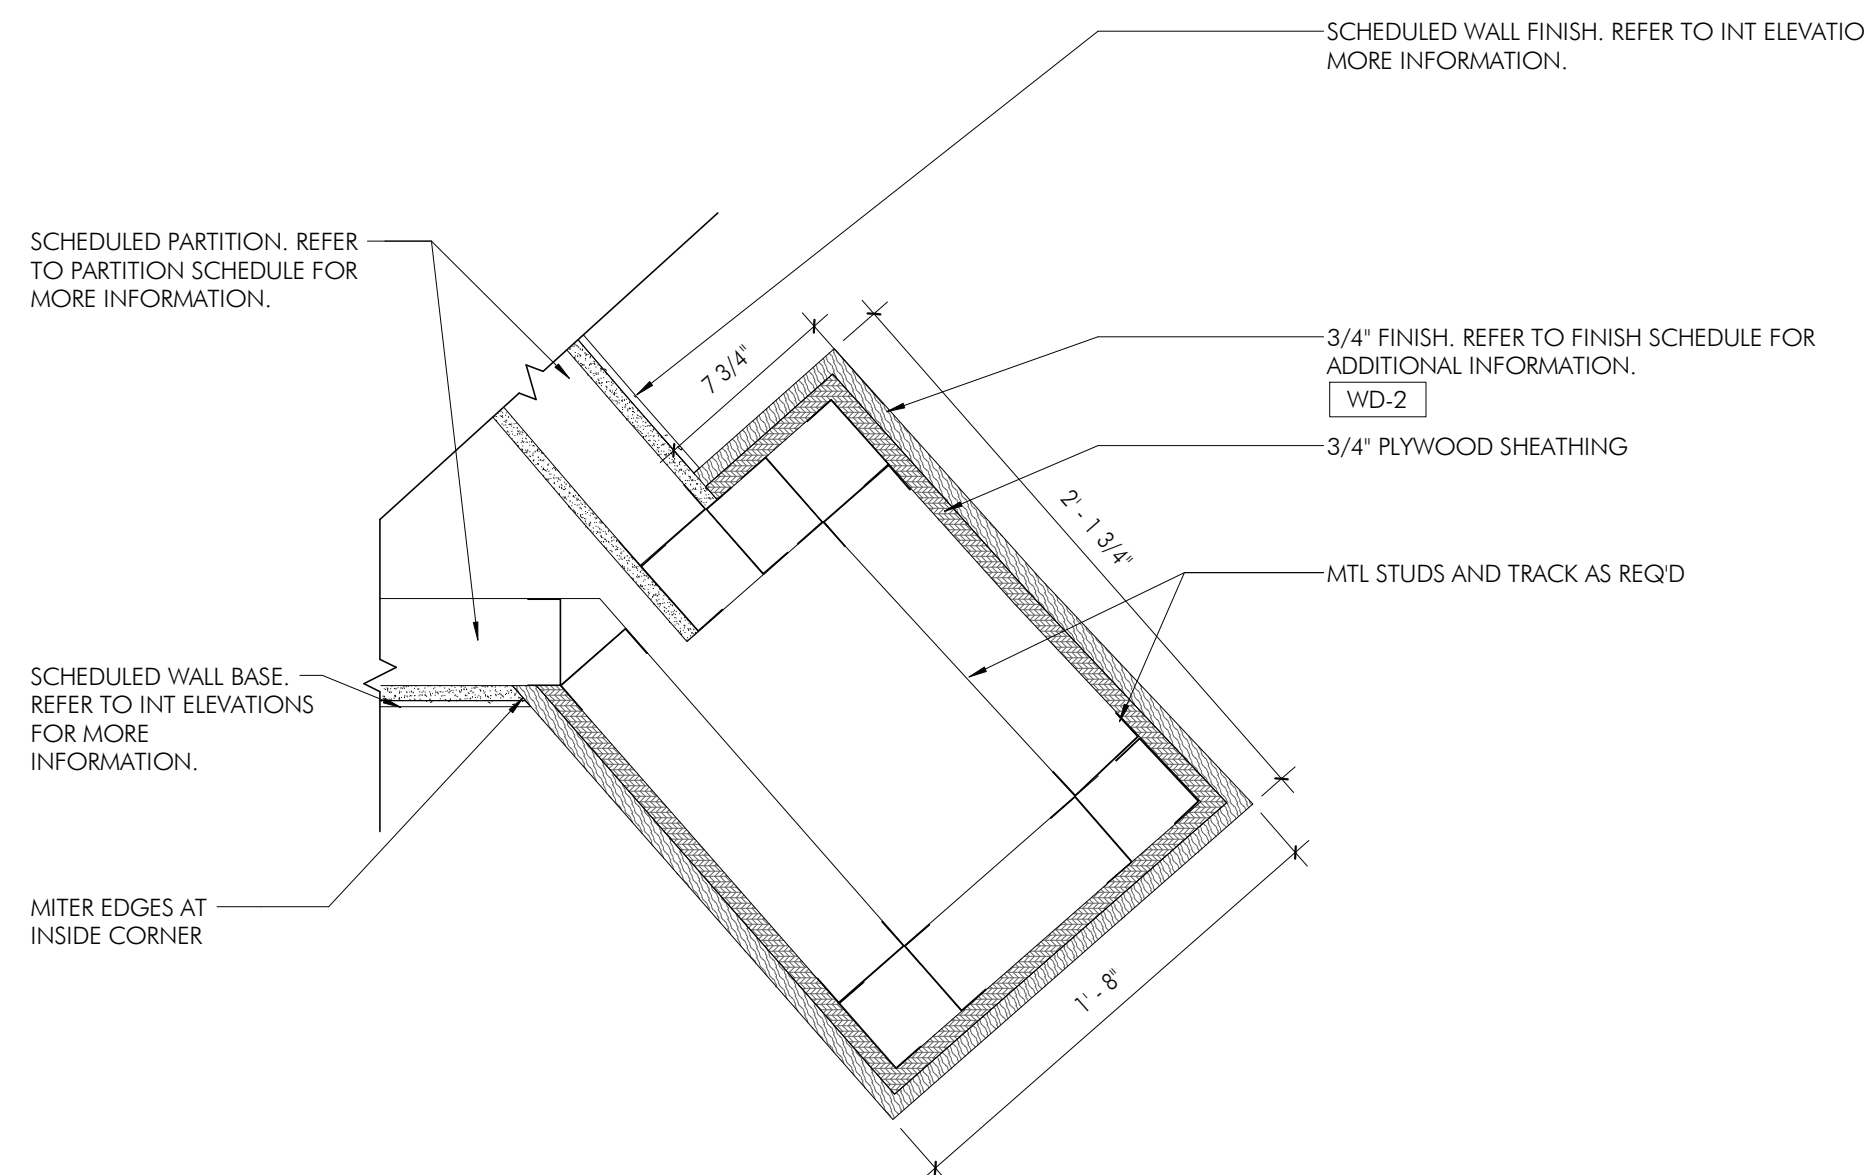 SCHEDULED WALL FINISH. REFER TO INT ELEVATIO
MORE INFORMATION.
SCHEDULED PARTITION. REFER
TO PARTITION SCHEDULE FOR
MORE INFORMATION.
7 3/4"
3/4" FINISH. REFER TO FINISH SCHEDULE FOR
ADDITIONAL INFORMATION.
WD-2
3/4" PLYWOOD SHEATHING
2' - 1 3/4"
MTL STUDS AND TRACK AS REQ'D
SCHEDULED WALL BASE.
REFER TO INT ELEVATIONS
FOR MORE
INFORMATION.
MITER EDGES AT
INSIDE CORNER
1' - 8"